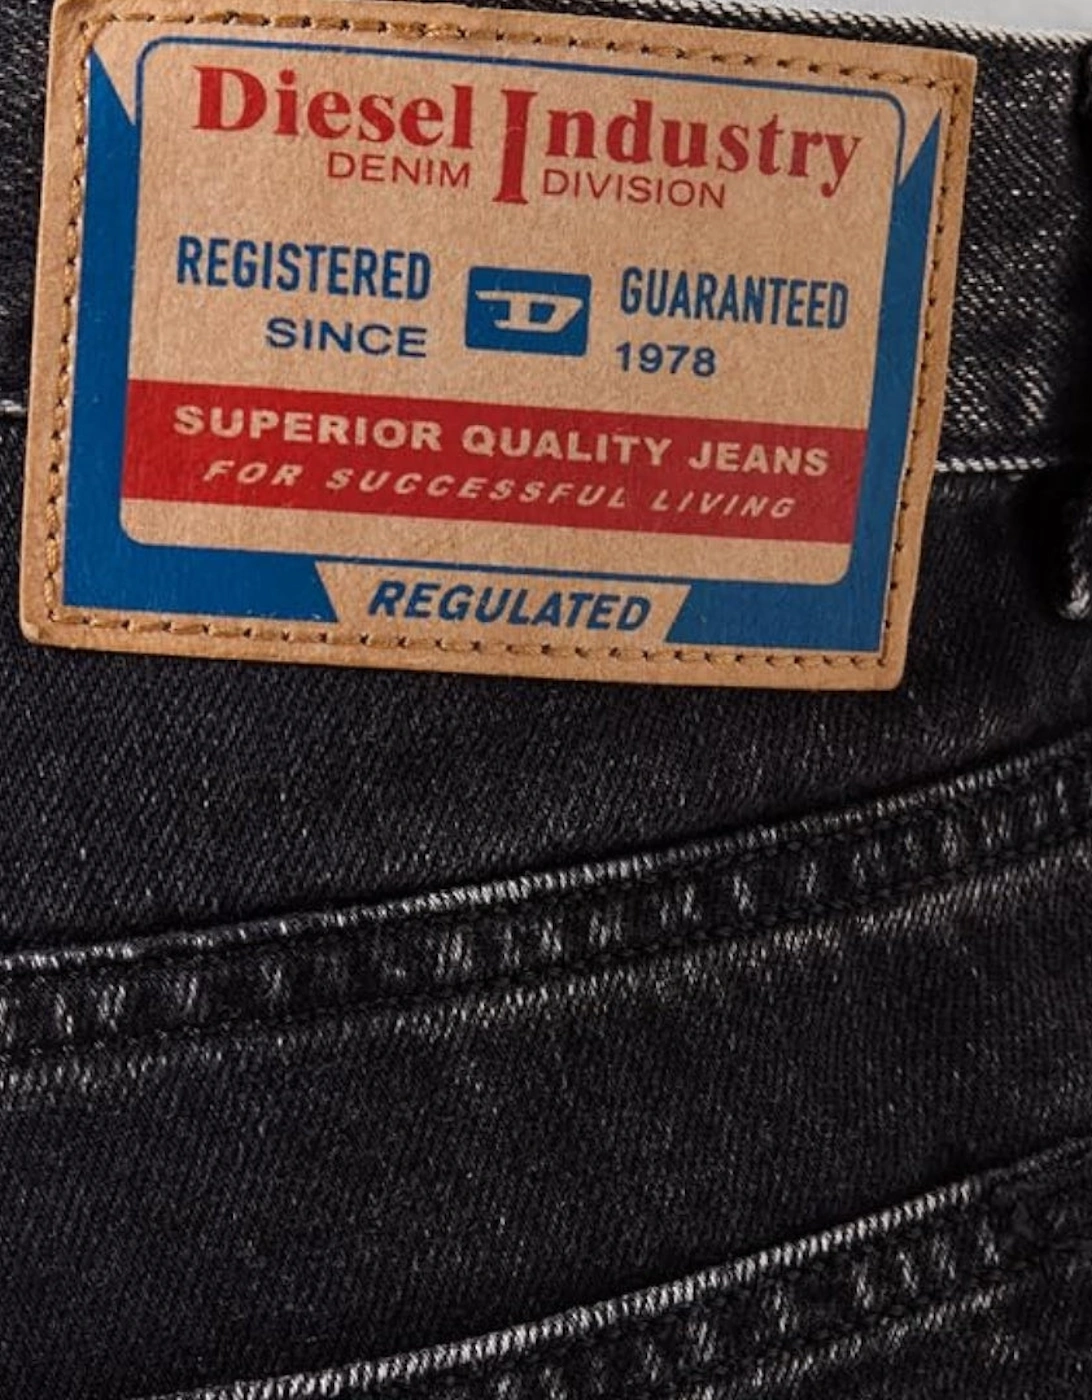 Diesel Industry
DENIM DIVISION
REGISTERED D GUARANTEED
SINCE 1978
SUPERIOR QUALITY JEANS
FOR SUCCESSFUL LIVING
REGULATED